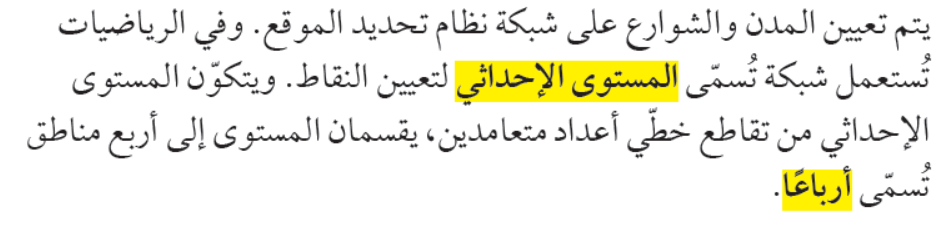 يتم تعيين المدن والشوارع على شبكة نظام تحديد الموقع. وفي الرياضيات
تُستعمل شبكة تُسمّى المستوى الإحداثي لتعيين النقاط. ويتكوّن المستوى
الإحداثي من تقاطع خطّي أعداد متعامدين، يقسمان المستوى إلى أربع مناطق
تُسمّى أرباعًا.